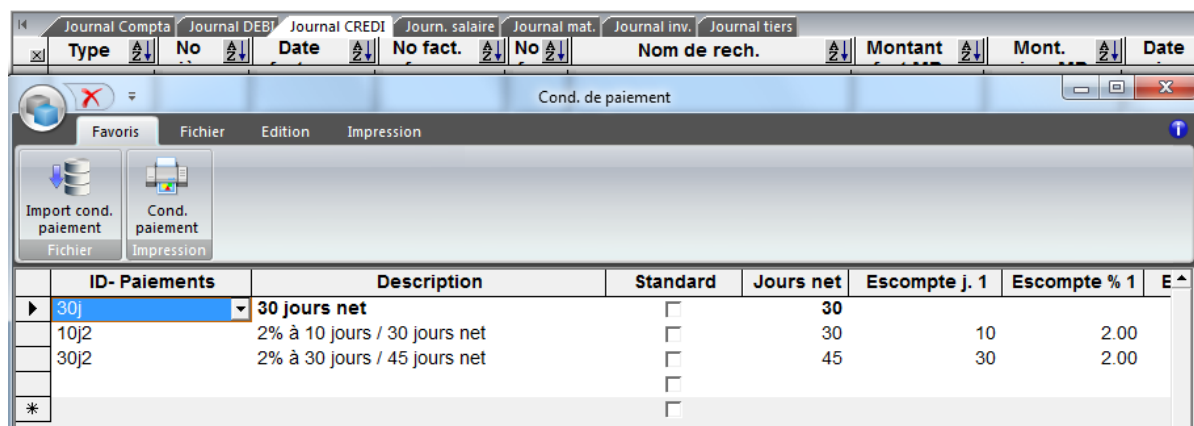 Journal Compta Journal DEBI Journal CREDI Journ. salaire Journal mat. Journal inv. Journal tiers
Type No Date No fact. No Nom de rech. Montant Mont. Date
Cond. de paiement
Favoris Fichier Edition Impression
Import cond. paiement
Cond. paiement
Fichier Impression
ID- Paiements Description Standard Jours net Escompte j. 1 Escompte % 1 E
30j 30 jours net 30
10j2 2% à 10 jours / 30 jours net 30 10 2.00
30j2 2% à 30 jours / 45 jours net 45 30 2.00